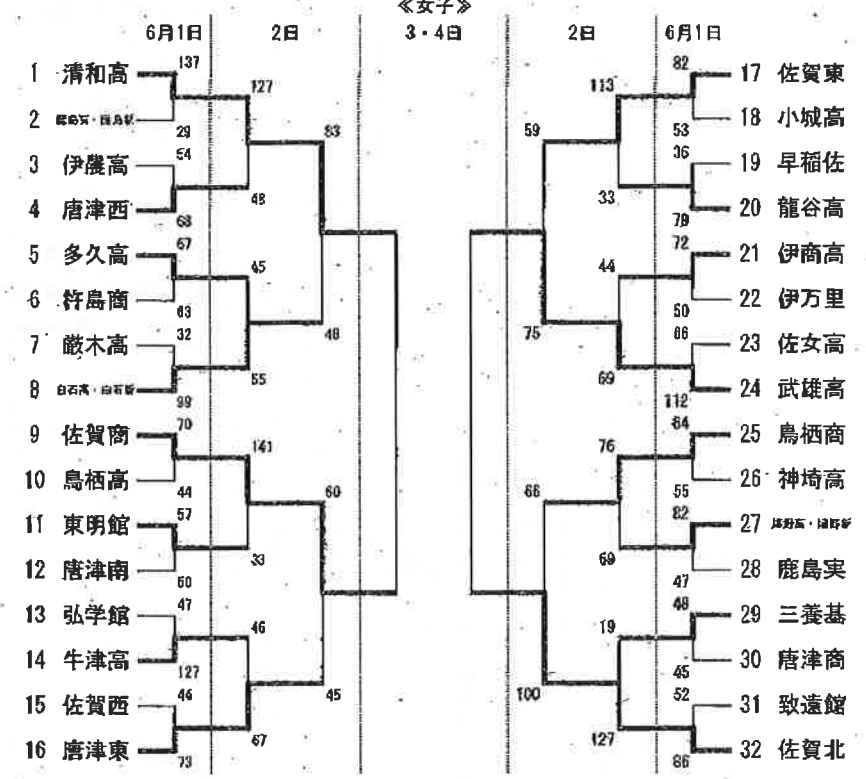 《女子》
6月1日 2日 3・4日 2日 6月1日
1 清和高 137
127
2
29
83
3 伊農高 54
48
4 唐津西 68
5 多久高 67
45
6 杵島商 63
48
7 厳木高 32
55
8 98
9 佐賀商 70
141
10 鳥栖高 44
60
11 東明館 57
33
12 唐津南 50
13 弘学館 47
46
14 牛津高 127
45
15 佐賀西 46
67
16 唐津東 73
82 17 佐賀東
113
53 18 小城高
59
36 19 早稲佐
33
79 20 龍谷高
72 21 伊商高
44
50 22 伊万里
75
66 23 佐女高
69
112 24 武雄高
84 25 鳥栖商
76
55 26 神埼高
66
82 27
69
47 28 鹿島実
48 29 三養基
19
45 30 唐津商
100
52 31 致遠館
127
86 32 佐賀北